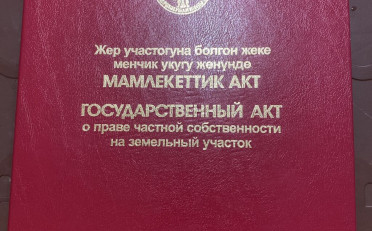 Жер участогуна болгон жеке
менчик укугу жөнүндө
МАМЛЕКЕТТИК АКТ
ГОСУДАРСТВЕННЫЙ АКТ
о праве частной собственности
на земельный участок